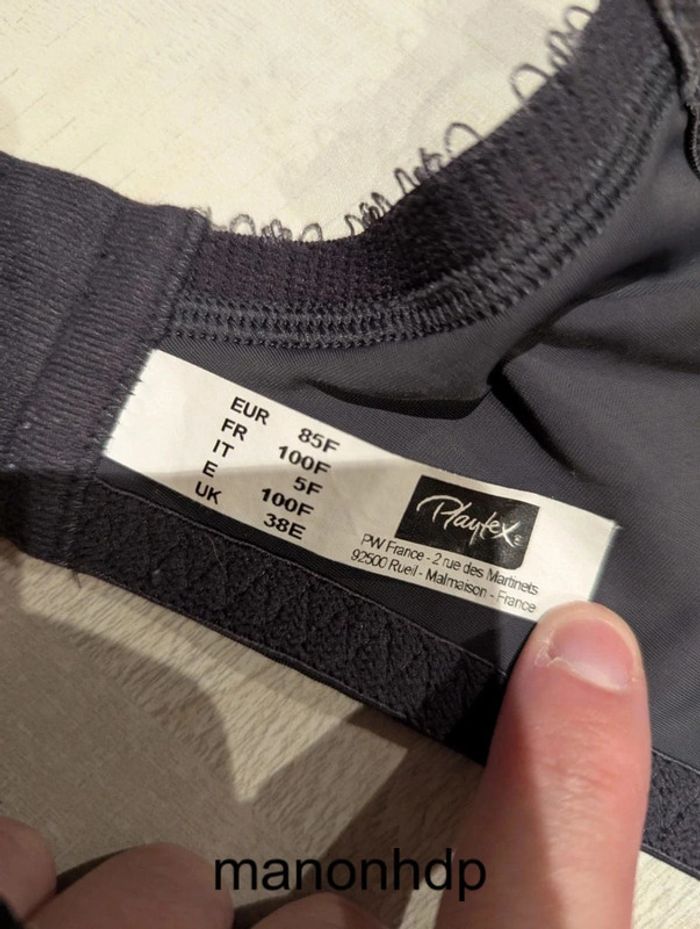 EUR 85F
FR 100F
IT 5F
E 100F
UK 38E
Playtex
PW France - 2 rue des Martinets
92500 Rueil - Malmaison - France
manonhdp